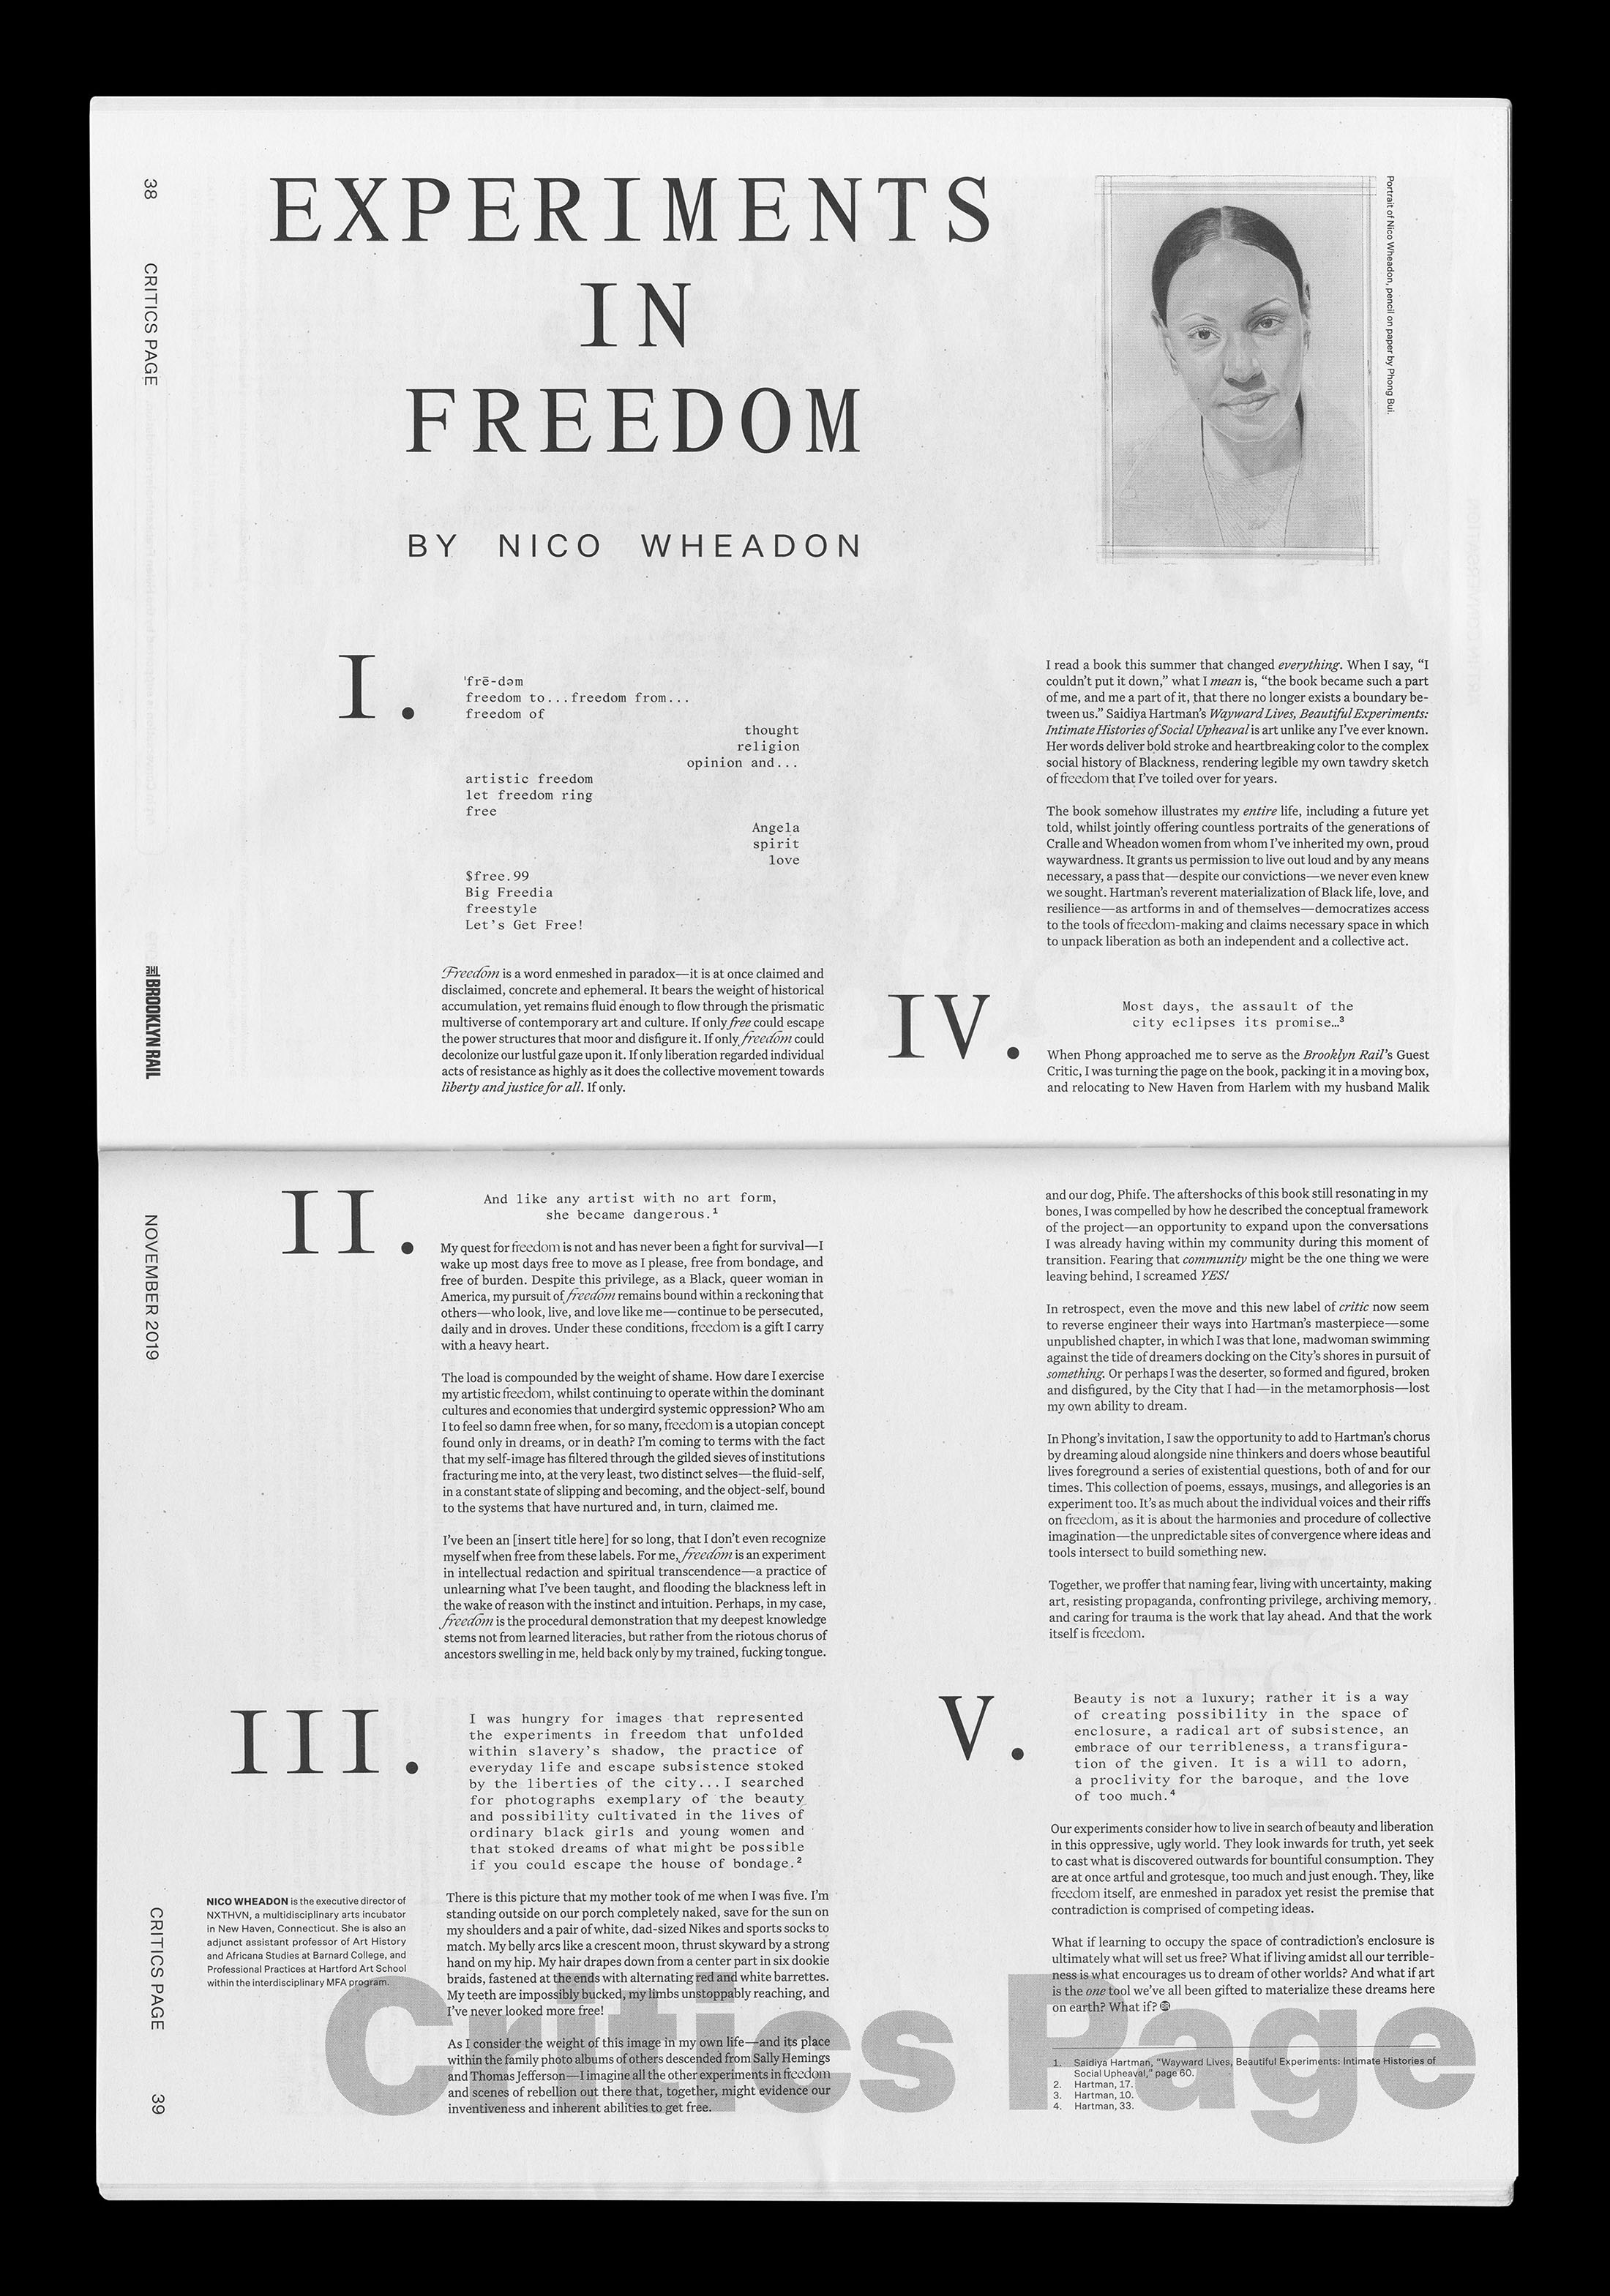 38
CRITICS PAGE
THE BROOKLYN RAIL
EXPERIMENTS
IN
FREEDOM
BY NICO WHEADON
Portrait of Nico Wheadon, pencil on paper by Phong Bui.
I.
ˈfrē-dəm
freedom to...freedom from...
freedom of
thought
religion
opinion and...
artistic freedom
let freedom ring
free
Angela
spirit
love
$free.99
Big Freedia
freestyle
Let's Get Free!
Freedom is a word enmeshed in paradox—it is at once claimed and
disclaimed, concrete and ephemeral. It bears the weight of historical
accumulation, yet remains fluid enough to flow through the prismatic
multiverse of contemporary art and culture. If only free could escape
the power structures that moor and disfigure it. If only freedom could
decolonize our lustful gaze upon it. If only liberation regarded individual
acts of resistance as highly as it does the collective movement towards
liberty and justice for all. If only.
NOVEMBER 2019
II.
And like any artist with no art form,
she became dangerous.¹
My quest for freedom is not and has never been a fight for survival—I
wake up most days free to move as I please, free from bondage, and
free of burden. Despite this privilege, as a Black, queer woman in
America, my pursuit of freedom remains bound within a reckoning that
others—who look, live, and love like me—continue to be persecuted,
daily and in droves. Under these conditions, freedom is a gift I carry
with a heavy heart.
The load is compounded by the weight of shame. How dare I exercise
my artistic freedom, whilst continuing to operate within the dominant
cultures and economies that undergird systemic oppression? Who am
I to feel so damn free when, for so many, freedom is a utopian concept
found only in dreams, or in death? I'm coming to terms with the fact
that my self-image has filtered through the gilded sieves of institutions
fracturing me into, at the very least, two distinct selves—the fluid-self,
in a constant state of slipping and becoming, and the object-self, bound
to the systems that have nurtured and, in turn, claimed me.
I've been an [insert title here] for so long, that I don't even recognize
myself when free from these labels. For me, freedom is an experiment
in intellectual redaction and spiritual transcendence—a practice of
unlearning what I've been taught, and flooding the blackness left in
the wake of reason with the instinct and intuition. Perhaps, in my case,
freedom is the procedural demonstration that my deepest knowledge
stems not from learned literacies, but rather from the riotous chorus of
ancestors swelling in me, held back only by my trained, fucking tongue.
III.
I was hungry for images that represented
the experiments in freedom that unfolded
within slavery's shadow, the practice of
everyday life and escape subsistence stoked
by the liberties of the city...I searched
for photographs exemplary of the beauty
and possibility cultivated in the lives of
ordinary black girls and young women and
that stoked dreams of what might be possible
if you could escape the house of bondage.²
There is this picture that my mother took of me when I was five. I'm
standing outside on our porch completely naked, save for the sun on
my shoulders and a pair of white, dad-sized Nikes and sports socks to
match. My belly arcs like a crescent moon, thrust skyward by a strong
hand on my hip. My hair drapes down from a center part in six dookie
braids, fastened at the ends with alternating red and white barrettes.
My teeth are impossibly bucked, my limbs unstoppably reaching, and
I've never looked more free!
As I consider the weight of this image in my own life—and its place
within the family photo albums of others descended from Sally Hemings
and Thomas Jefferson—I imagine all the other experiments in freedom
and scenes of rebellion out there that, together, might evidence our
inventiveness and inherent abilities to get free.
NICO WHEADON is the executive director of
NXTHVN, a multidisciplinary arts incubator
in New Haven, Connecticut. She is also an
adjunct assistant professor of Art History
and Africana Studies at Barnard College, and
Professional Practices at Hartford Art School
within the interdisciplinary MFA program.
I read a book this summer that changed everything. When I say, “I
couldn't put it down,” what I mean is, “the book became such a part
of me, and me a part of it, that there no longer exists a boundary be-
tween us.” Saidiya Hartman's Wayward Lives, Beautiful Experiments:
Intimate Histories of Social Upheaval is art unlike any I've ever known.
Her words deliver bold stroke and heartbreaking color to the complex
social history of Blackness, rendering legible my own tawdry sketch
of freedom that I've toiled over for years.
The book somehow illustrates my entire life, including a future yet
told, whilst jointly offering countless portraits of the generations of
Cralle and Wheadon women from whom I've inherited my own, proud
waywardness. It grants us permission to live out loud and by any means
necessary, a pass that—despite our convictions—we never even knew
we sought. Hartman's reverent materialization of Black life, love, and
resilience—as artforms in and of themselves—democratizes access
to the tools of freedom-making and claims necessary space in which
to unpack liberation as both an independent and a collective act.
IV.
Most days, the assault of the
city eclipses its promise…³
When Phong approached me to serve as the Brooklyn Rail's Guest
Critic, I was turning the page on the book, packing it in a moving box,
and relocating to New Haven from Harlem with my husband Malik
and our dog, Phife. The aftershocks of this book still resonating in my
bones, I was compelled by how he described the conceptual framework
of the project—an opportunity to expand upon the conversations
I was already having within my community during this moment of
transition. Fearing that community might be the one thing we were
leaving behind, I screamed YES!
In retrospect, even the move and this new label of critic now seem
to reverse engineer their ways into Hartman's masterpiece—some
unpublished chapter, in which I was that lone, madwoman swimming
against the tide of dreamers docking on the City's shores in pursuit of
something. Or perhaps I was the deserter, so formed and figured, broken
and disfigured, by the City that I had—in the metamorphosis—lost
my own ability to dream.
In Phong's invitation, I saw the opportunity to add to Hartman's chorus
by dreaming aloud alongside nine thinkers and doers whose beautiful
lives foreground a series of existential questions, both of and for our
times. This collection of poems, essays, musings, and allegories is an
experiment too. It's as much about the individual voices and their riffs
on freedom, as it is about the harmonies and procedure of collective
imagination—the unpredictable sites of convergence where ideas and
tools intersect to build something new.
Together, we proffer that naming fear, living with uncertainty, making
art, resisting propaganda, confronting privilege, archiving memory,
and caring for trauma is the work that lay ahead. And that the work
itself is freedom.
V.
Beauty is not a luxury; rather it is a way
of creating possibility in the space of
enclosure, a radical art of subsistence, an
embrace of our terribleness, a transfigura-
tion of the given. It is a will to adorn,
a proclivity for the baroque, and the love
of too much.⁴
Our experiments consider how to live in search of beauty and liberation
in this oppressive, ugly world. They look inwards for truth, yet seek
to cast what is discovered outwards for bountiful consumption. They
are at once artful and grotesque, too much and just enough. They, like
freedom itself, are enmeshed in paradox yet resist the premise that
contradiction is comprised of competing ideas.
What if learning to occupy the space of contradiction's enclosure is
ultimately what will set us free? What if living amidst all our terrible-
ness is what encourages us to dream of other worlds? And what if art
is the one tool we've all been gifted to materialize these dreams here
on earth? What if?
1. Saidiya Hartman, “Wayward Lives, Beautiful Experiments: Intimate Histories of
Social Upheaval,” page 60.
2. Hartman, 17.
3. Hartman, 10.
4. Hartman, 33.
Critics Page
CRITICS PAGE
39